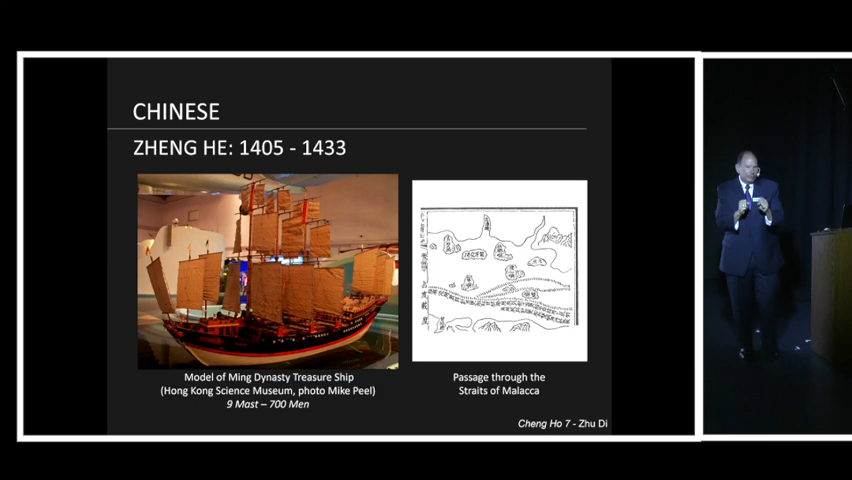 CHINESE
ZHENG HE: 1405 - 1433
Model of Ming Dynasty Treasure Ship
(Hong Kong Science Museum, photo Mike Peel)
9 Mast – 700 Men
Passage through the
Straits of Malacca
Cheng Ho 7 - Zhu Di